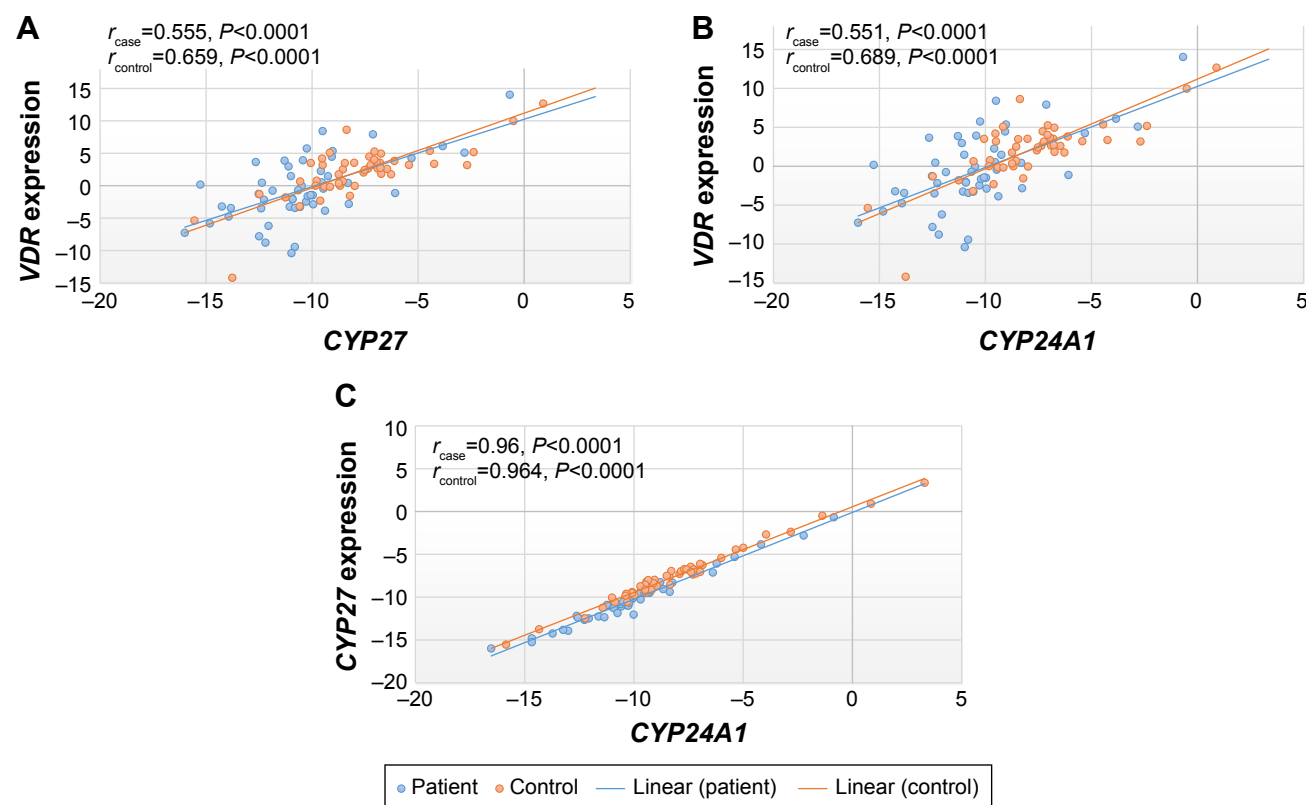 A
r_case=0.555, P<0.0001
r_control=0.659, P<0.0001
VDR expression
15
10
5
0
–5
–10
–15
–20
–15
–10
–5
0
5
CYP27
B
r_case=0.551, P<0.0001
r_control=0.689, P<0.0001
VDR expression
15
10
5
0
–5
–10
–15
–20
–15
–10
–5
0
5
CYP24A1
C
r_case=0.96, P<0.0001
r_control=0.964, P<0.0001
CYP27 expression
10
5
0
–5
–10
–15
–20
–20
–15
–10
–5
0
5
CYP24A1
Patient Control Linear (patient) Linear (control)